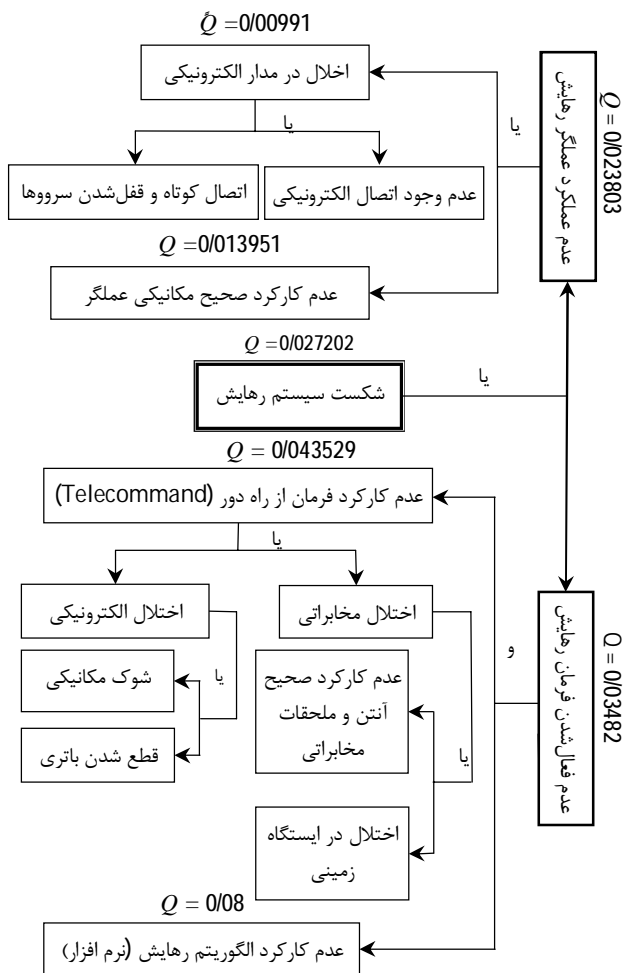 Q =0/00991
اخلال در مدار الکترونیکی
یا
عدم وجود اتصال الکترونیکی
اتصال کوتاه و قفل‌شدن سرووها
Q =0/013951
عدم کارکرد صحیح مکانیکی عملگر
یا
عدم عملکرد عملگر رهایش
Q = 0/023803
Q =0/027202
شکست سیستم رهایش
یا
Q = 0/043529
عدم کارکرد فرمان از راه دور (Telecommand)
یا
اختلال مخابراتی
اختلال الکترونیکی
عدم کارکرد صحیح
آنتن و ملحقات
مخابراتی
یا
اختلال در ایستگاه
زمینی
شوک مکانیکی
یا
قطع شدن باتری
و
عدم فعال‌شدن فرمان رهایش
Q = 0/03482
Q = 0/08
عدم کارکرد الگوریتم رهایش (نرم افزار)